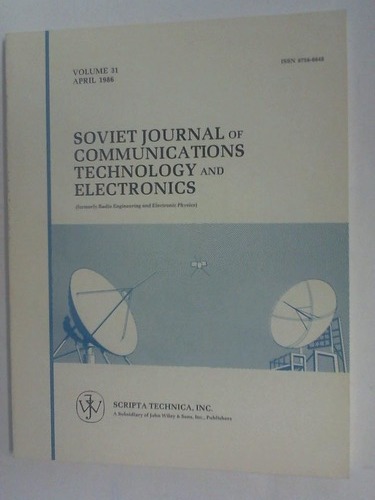 VOLUME 31
APRIL 1986
ISSN 8756-6648
SOVIET JOURNAL OF
COMMUNICATIONS
TECHNOLOGY AND
ELECTRONICS
(formerly Radio Engineering and Electronic Physics)
SCRIPTA TECHNICA, INC.
A Subsidiary of John Wiley & Sons, Inc., Publishers